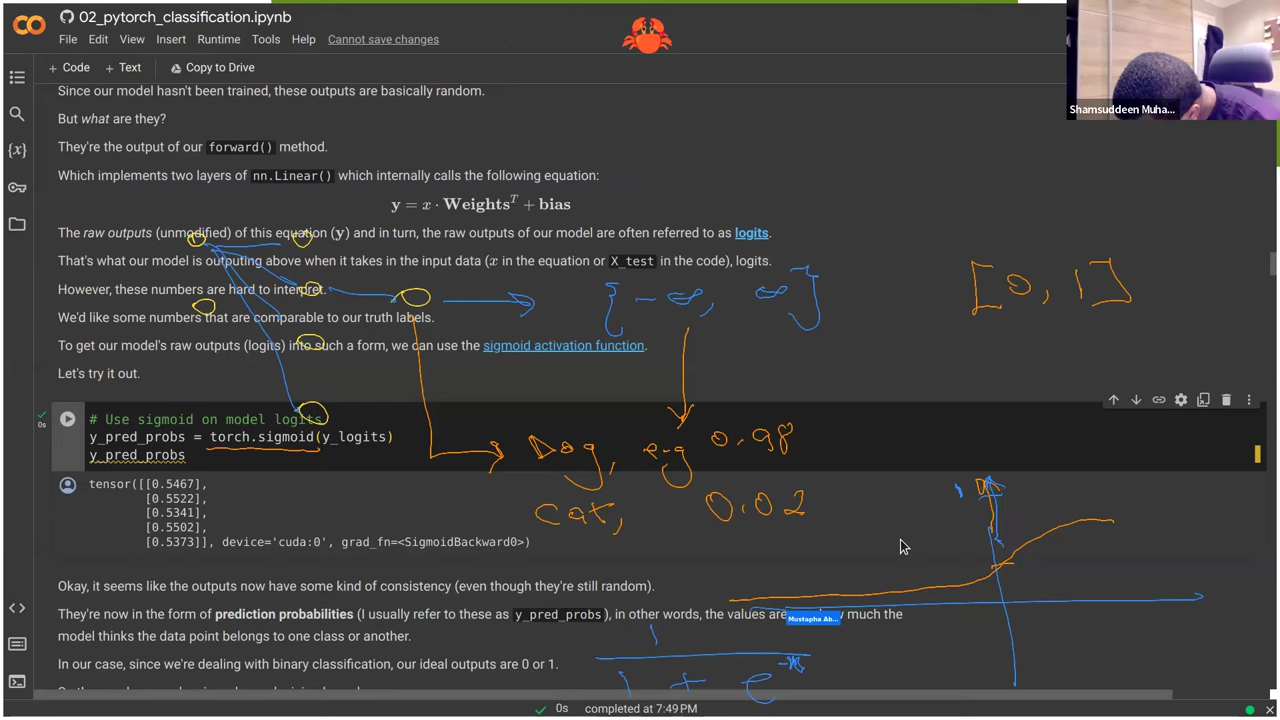 02_pytorch_classification.ipynb
File Edit View Insert Runtime Tools Help Cannot save changes
+ Code + Text Copy to Drive
Shamsuddeen Muha...
Since our model hasn't been trained, these outputs are basically random.
But what are they?
They're the output of our forward() method.
Which implements two layers of nn.Linear() which internally calls the following equation:
y = x · Weights^T + bias
The raw outputs (unmodified) of this equation (y) and in turn, the raw outputs of our model are often referred to as logits.
That's what our model is outputing above when it takes in the input data (x in the equation or X_test in the code), logits.
However, these numbers are hard to interpret.
{-∞, ∞}
[0, 1]
We'd like some numbers that are comparable to our truth labels.
To get our model's raw outputs (logits) into such a form, we can use the sigmoid activation function.
Let's try it out.
0s
# Use sigmoid on model logits
y_pred_probs = torch.sigmoid(y_logits)
y_pred_probs
Dog, e.g 0.98
cat, 0.02
tensor([[0.5467],
[0.5522],
[0.5341],
[0.5502],
[0.5373]], device='cuda:0', grad_fn=<SigmoidBackward0>)
Okay, it seems like the outputs now have some kind of consistency (even though they're still random).
They're now in the form of prediction probabilities (I usually refer to these as y_pred_probs), in other words, the values are much the
Mustapha Ab...
model thinks the data point belongs to one class or another.
1
1 + e
In our case, since we're dealing with binary classification, our ideal outputs are 0 or 1.
0s completed at 7:49 PM